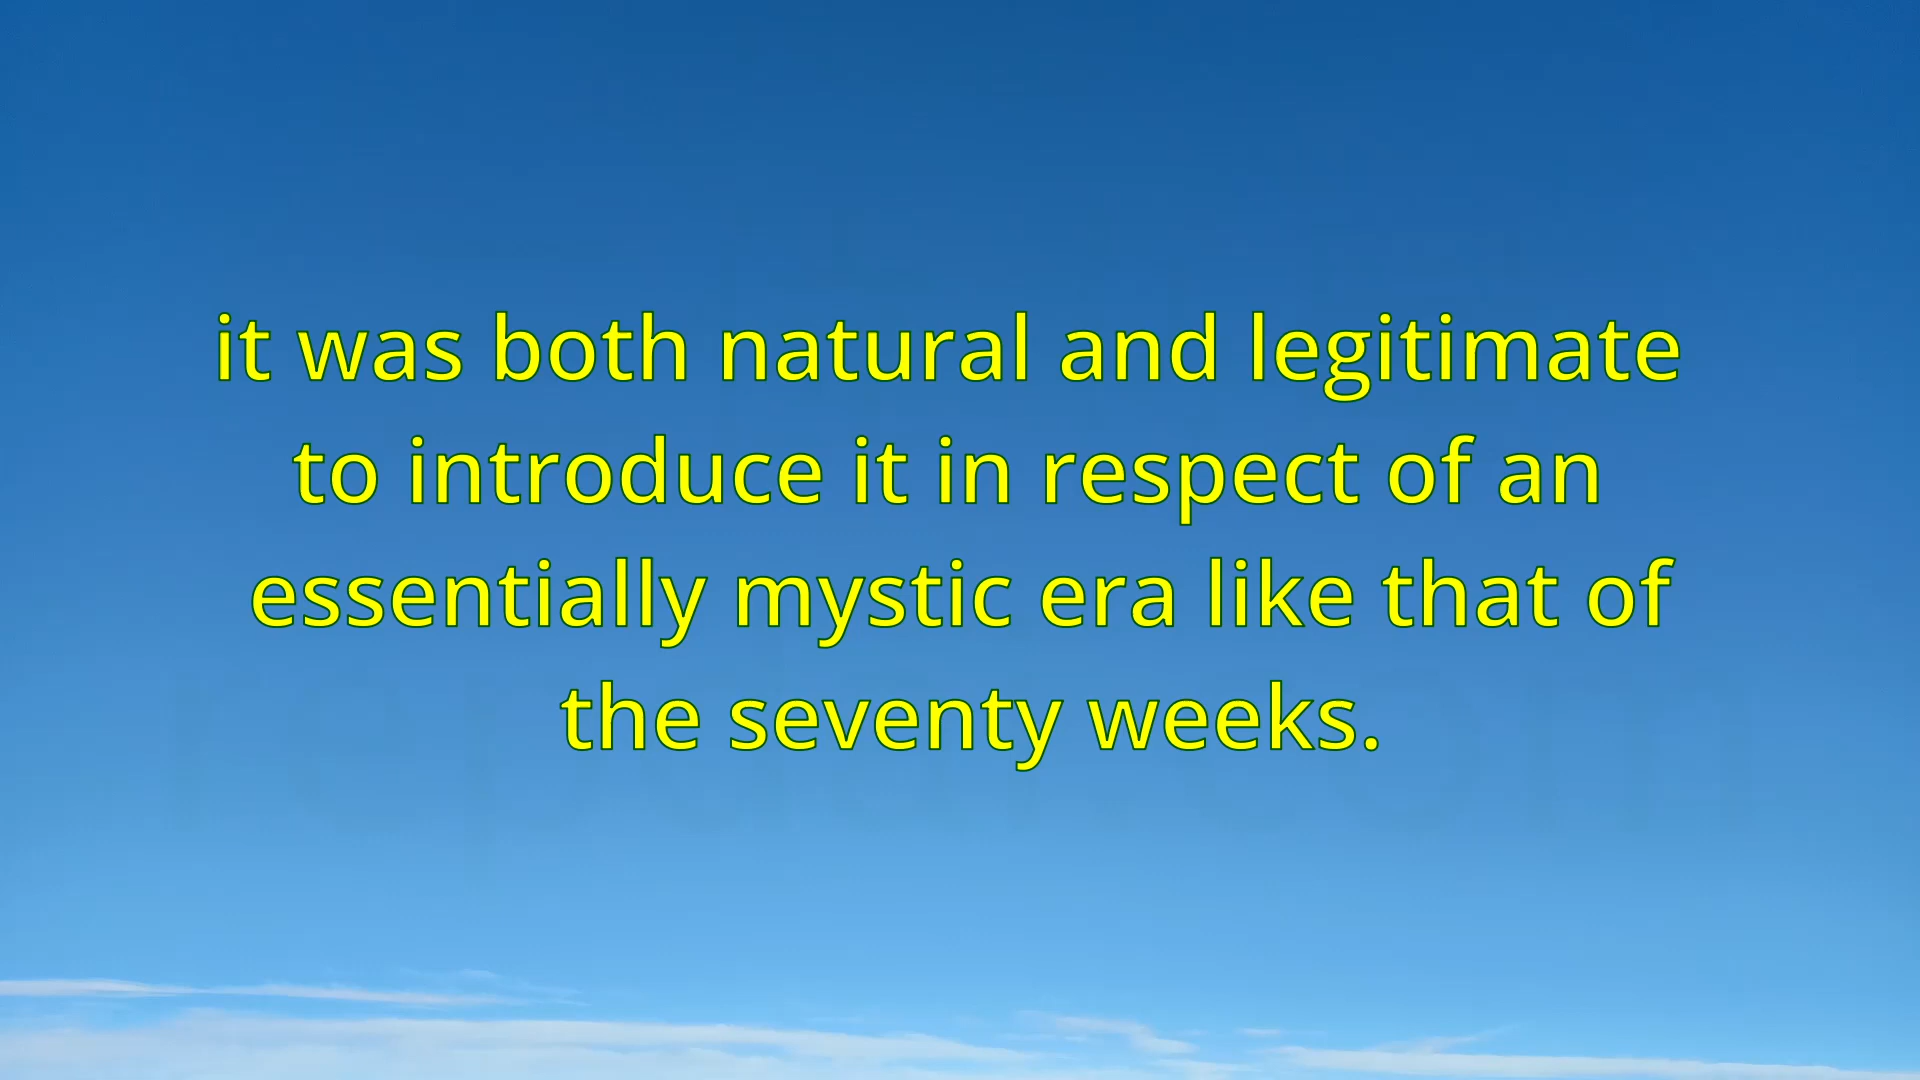 it was both natural and legitimate
to introduce it in respect of an
essentially mystic era like that of
the seventy weeks.